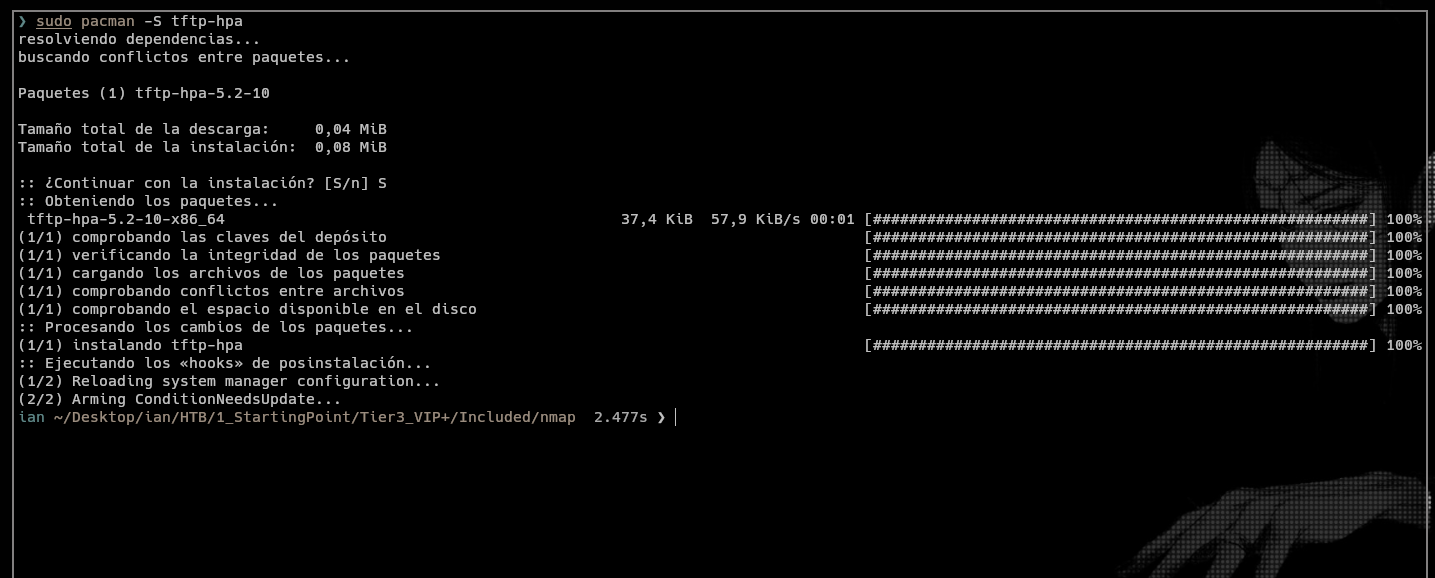 ❯ sudo pacman -S tftp-hpa
resolviendo dependencias...
buscando conflictos entre paquetes...
Paquetes (1) tftp-hpa-5.2-10
Tamaño total de la descarga:     0,04 MiB
Tamaño total de la instalación:  0,08 MiB
:: ¿Continuar con la instalación? [S/n] S
:: Obteniendo los paquetes...
 tftp-hpa-5.2-10-x86_64                                            37,4 KiB  57,9 KiB/s 00:01 [#######################################################] 100%
(1/1) comprobando las claves del depósito                                                     [#######################################################] 100%
(1/1) verificando la integridad de los paquetes                                               [#######################################################] 100%
(1/1) cargando los archivos de los paquetes                                                   [#######################################################] 100%
(1/1) comprobando conflictos entre archivos                                                   [#######################################################] 100%
(1/1) comprobando el espacio disponible en el disco                                           [#######################################################] 100%
:: Procesando los cambios de los paquetes...
(1/1) instalando tftp-hpa                                                                     [#######################################################] 100%
:: Ejecutando los «hooks» de posinstalación...
(1/2) Reloading system manager configuration...
(2/2) Arming ConditionNeedsUpdate...
ian ~/Desktop/ian/HTB/1_StartingPoint/Tier3_VIP+/Included/nmap  2.477s ❯